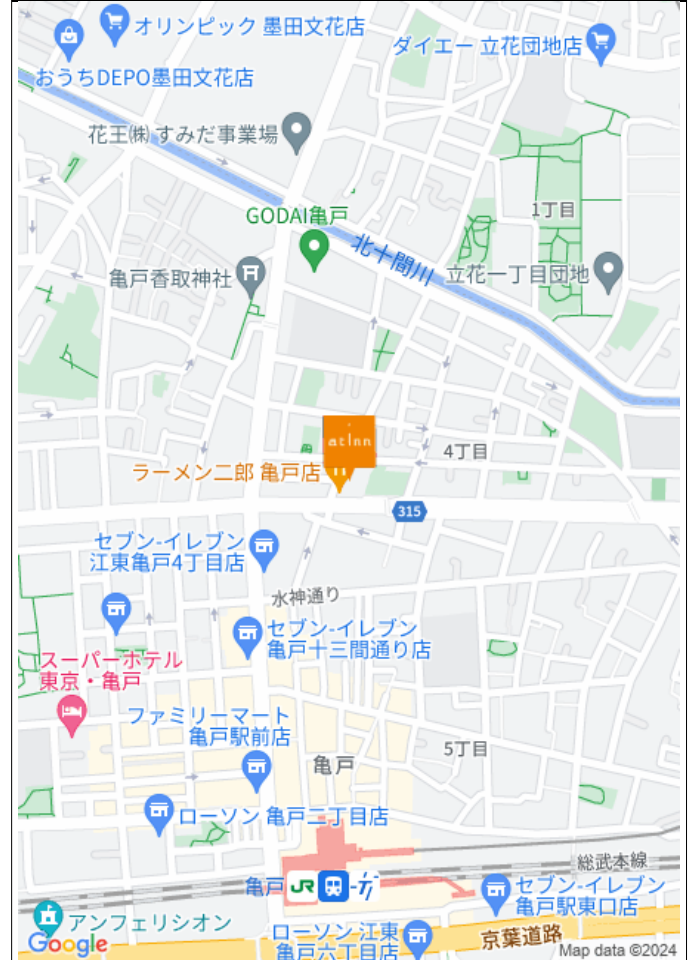 オリンピック 墨田文花店
ダイエー 立花団地店
おうちDEPO墨田文花店
花王㈱ すみだ事業場
1丁目
GODAI亀戸
北十間川
立花一丁目団地
亀戸香取神社
at inn
4丁目
ラーメン二郎 亀戸店
315
セブン-イレブン
江東亀戸4丁目店
水神通り
セブン-イレブン
亀戸十三間通り店
スーパーホテル
東京・亀戸
ファミリーマート
亀戸駅前店
5丁目
亀戸
ローソン 亀戸二丁目店
総武本線
亀戸 JR
セブン-イレブン
亀戸駅東口店
アンフェリシオン
ローソン 江東
亀戸六丁目店
京葉道路
Google
Map data ©2024